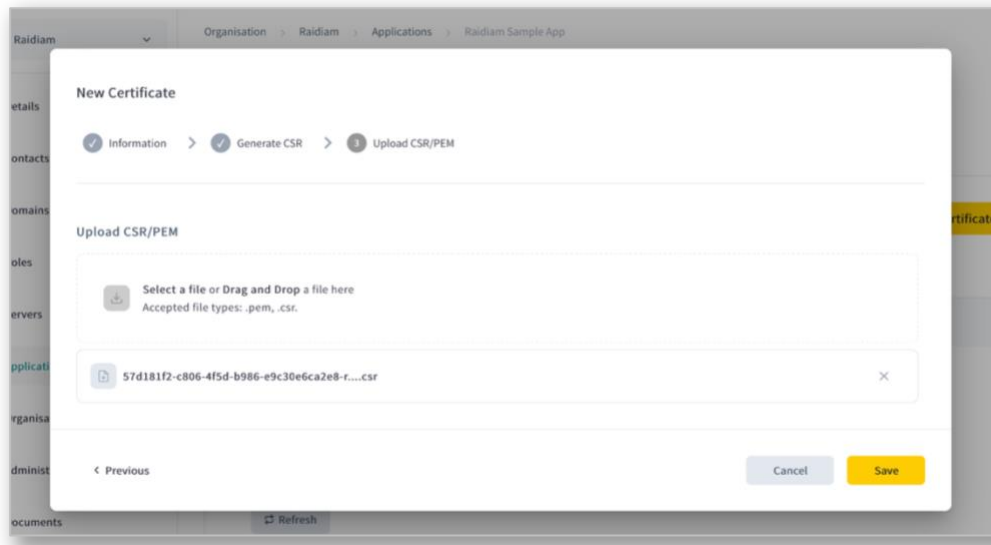 Raidiam
Organisation > Raidiam > Applications > Raidiam Sample App
New Certificate
Information > Generate CSR > 3 Upload CSR/PEM
Upload CSR/PEM
Select a file or Drag and Drop a file here
Accepted file types: .pem, .csr.
57d181f2-c806-4f5d-b986-e9c30e6ca2e8-r....csr
< Previous
Cancel
Save
etails
ontacts
omains
oles
ervers
pplicati
rganisa
dminist
ocuments
rtificat
Refresh